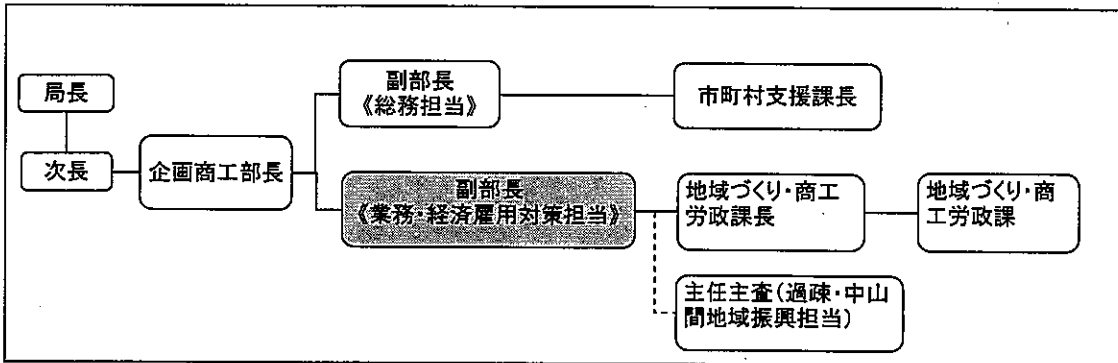 局長
次長
企画商工部長
副部長
《総務担当》
市町村支援課長
副部長
《業務・経済雇用対策担当》
地域づくり・商工
労政課長
地域づくり・商
工労政課
主任主査(過疎・中山
間地域振興担当)